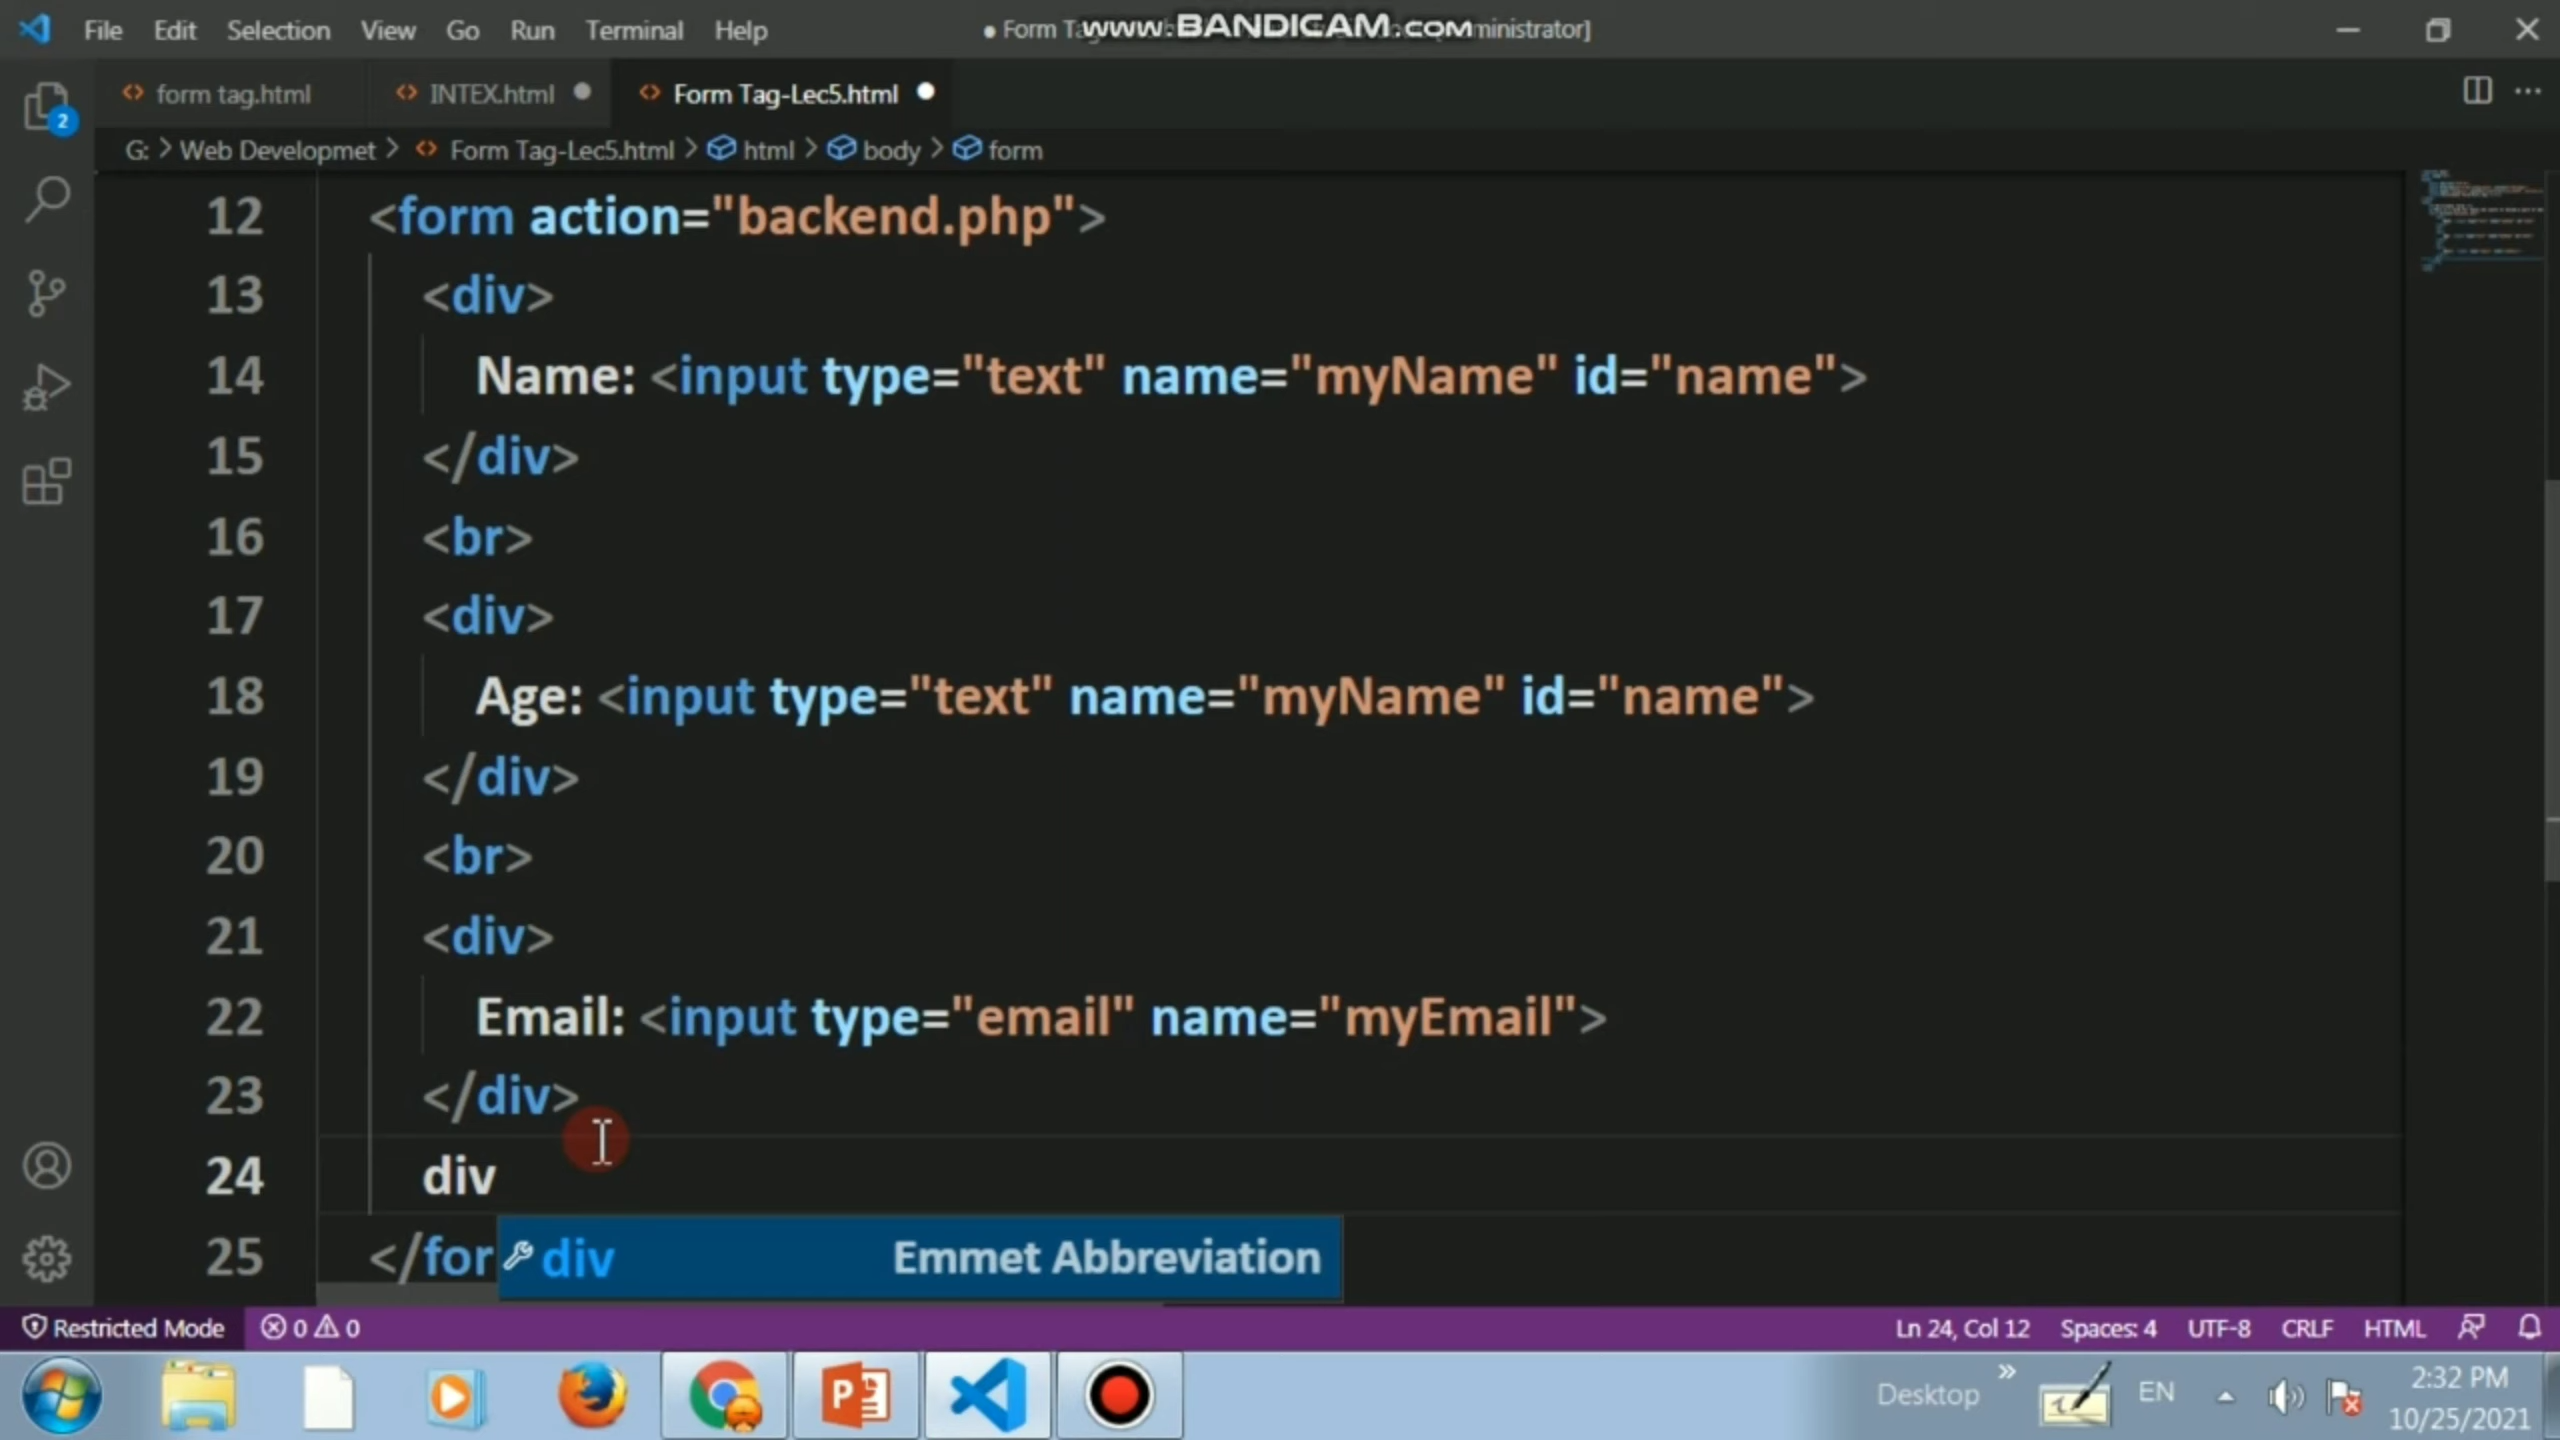 File Edit Selection View Go Run Terminal Help ● Form Ta ministrator]
www.BANDICAM.com
form tag.html INTEX.html Form Tag-Lec5.html
2
G: > Web Developmet > Form Tag-Lec5.html > html > body > form
12 <form action="backend.php">
13 <div>
14 Name: <input type="text" name="myName" id="name">
15 </div>
16 <br>
17 <div>
18 Age: <input type="text" name="myName" id="name">
19 </div>
20 <br>
21 <div>
22 Email: <input type="email" name="myEmail">
23 </div>
24 div
25 </for
div Emmet Abbreviation
Restricted Mode 0 0 Ln 24, Col 12 Spaces: 4 UTF-8 CRLF HTML
Desktop » EN 2:32 PM
10/25/2021